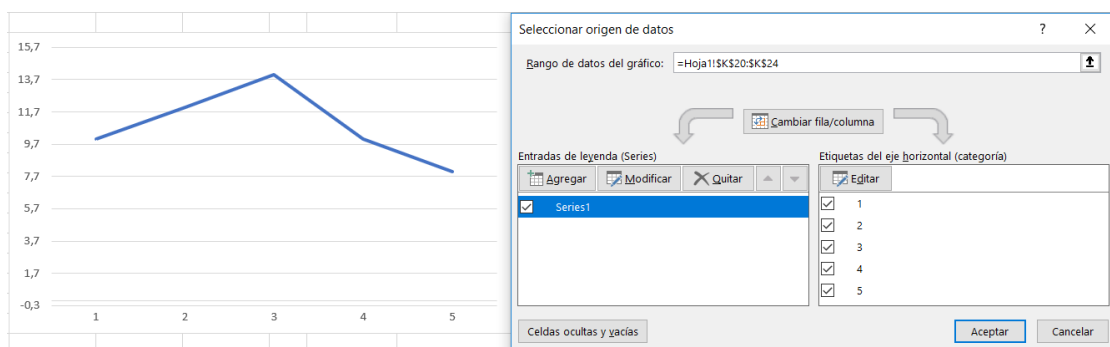 15,7
13,7
11,7
9,7
7,7
5,7
3,7
1,7
-0,3
1 2 3 4 5
Seleccionar origen de datos ? ×
Rango de datos del gráfico: =Hoja1!$K$20:$K$24
Cambiar fila/columna
Entradas de leyenda (Series)
Agregar Modificar Quitar
Series1
Etiquetas del eje horizontal (categoría)
Editar
1
2
3
4
5
Celdas ocultas y vacías
Aceptar Cancelar